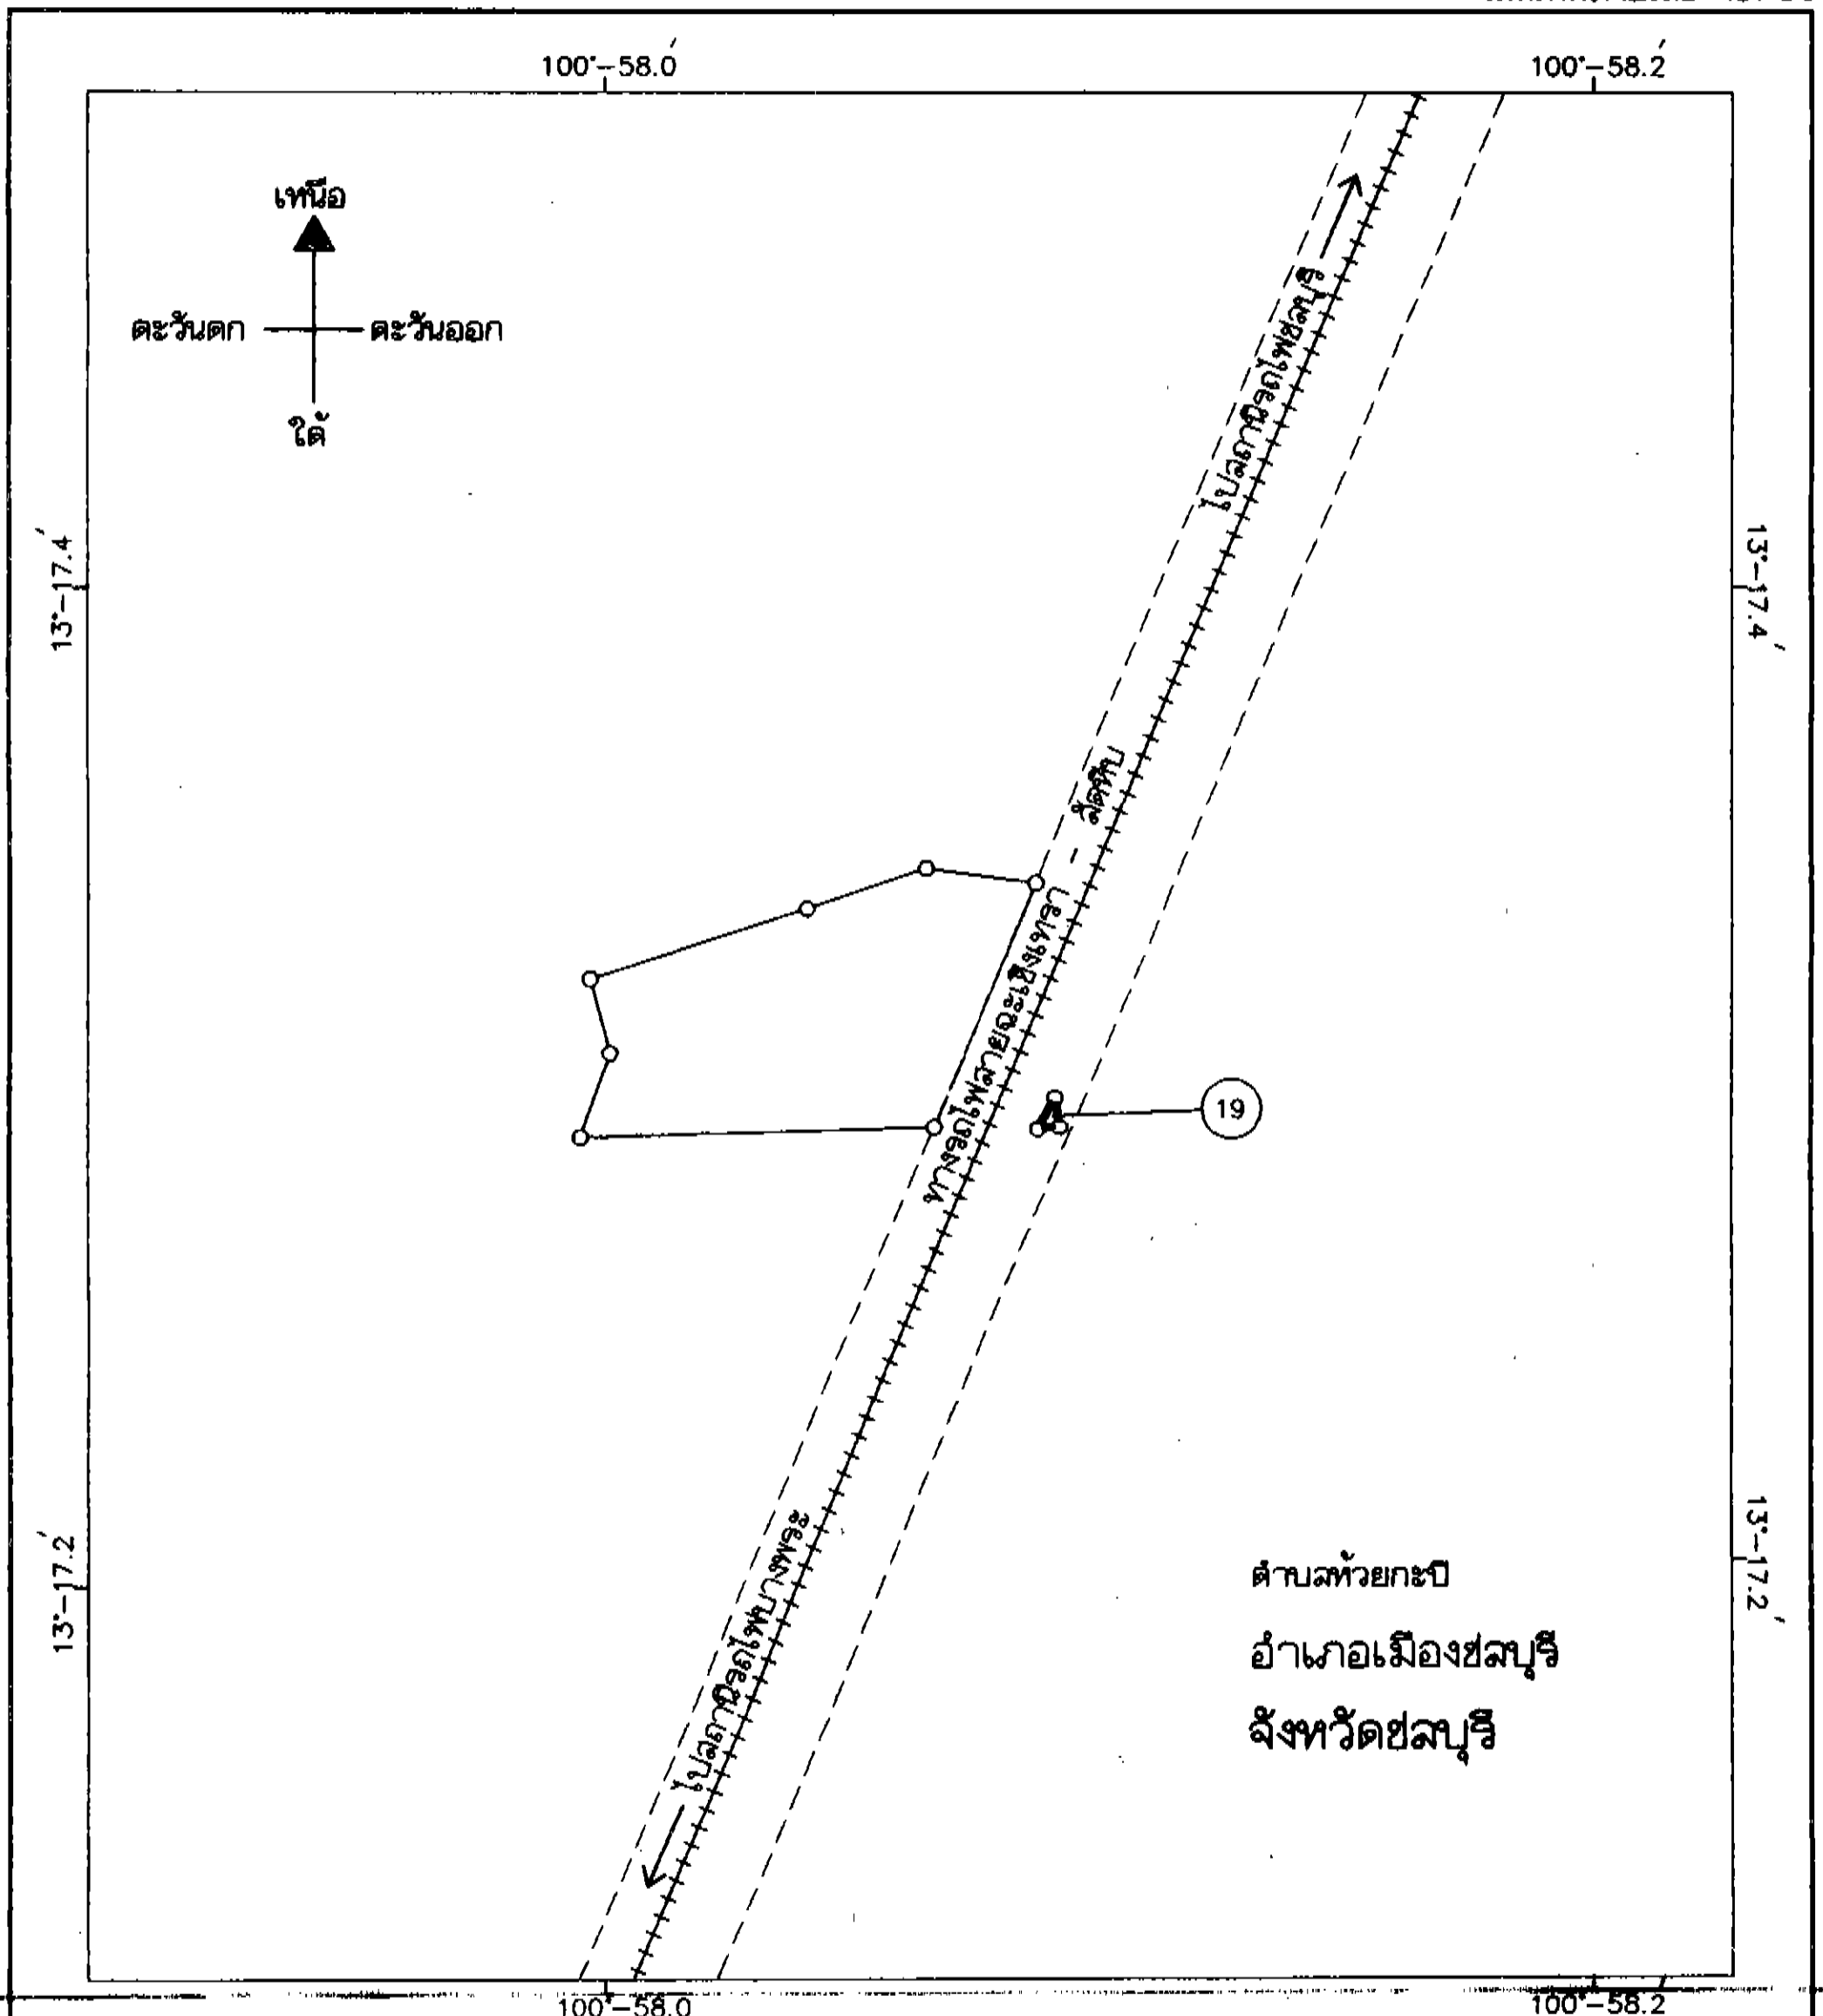 100°-58.0′
100°-58.2′
เหนือ
ตะวันตก
ตะวันออก
ใต้
ไปสถานีรถไฟชลบุรี
13°-17.4′
13°-17.4′
ทางรถไฟสายฉะเชิงเทรา - สัตหีบ
19
13°-17.2′
13°-17.2′
ไปสถานีรถไฟบางพระ
ตำบลห้วยกะปิ
อำเภอเมืองชลบุรี
จังหวัดชลบุรี
100°-58.0
100°-58.2